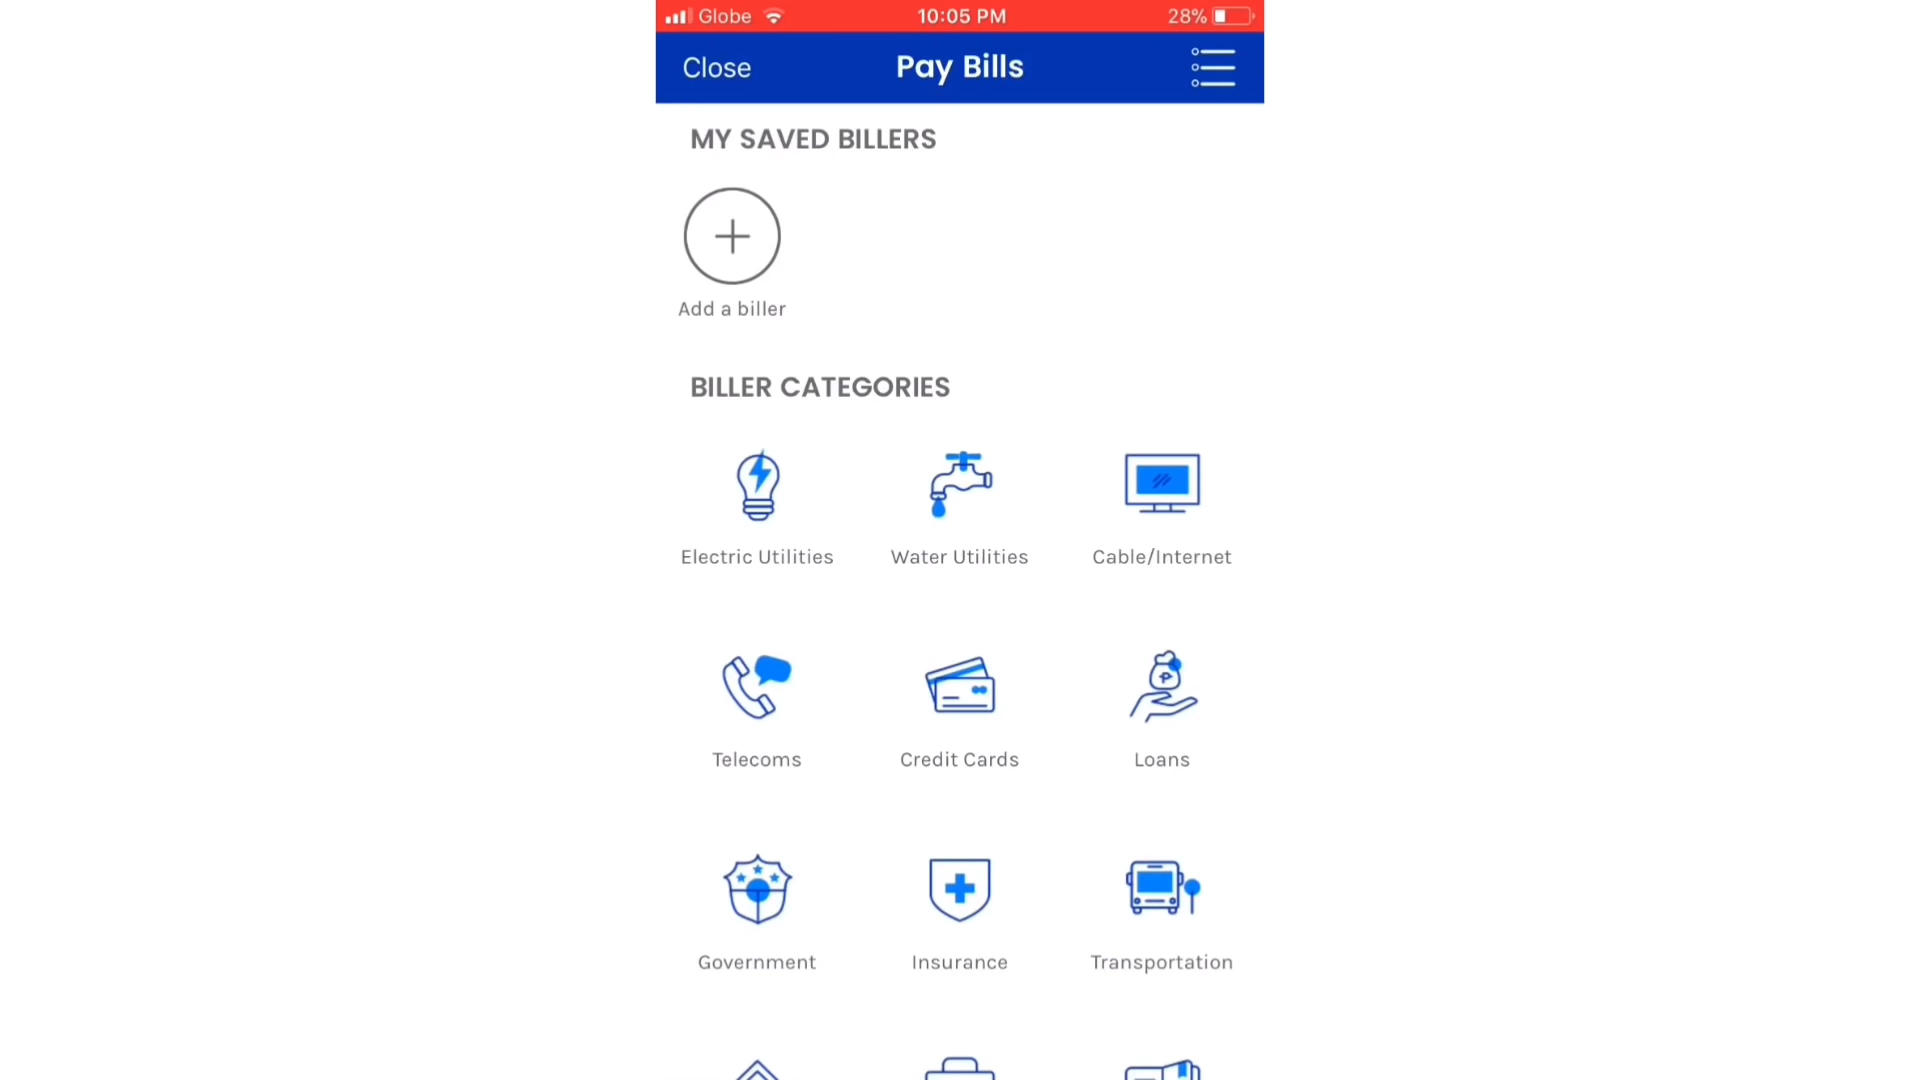 Globe 10:05 PM 28%
Close Pay Bills
MY SAVED BILLERS
Add a biller
BILLER CATEGORIES
Electric Utilities Water Utilities Cable/Internet
Telecoms Credit Cards Loans
Government Insurance Transportation